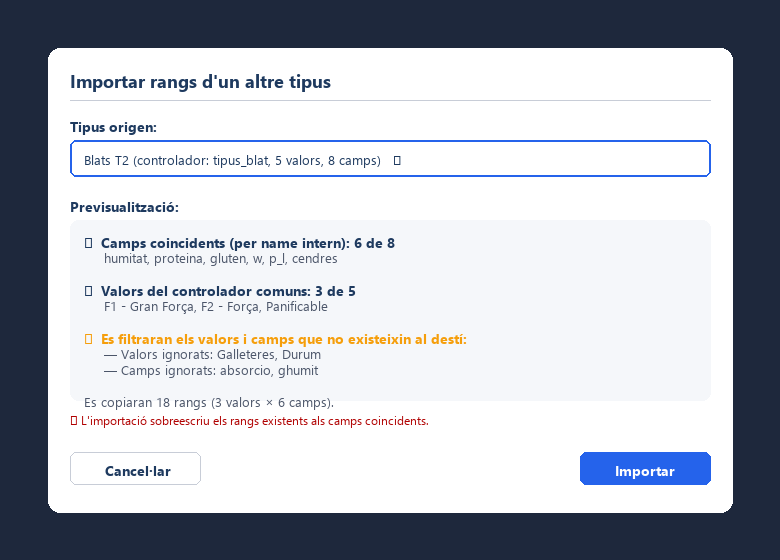 Importar rangs d'un altre tipus
Tipus origen:
Blats T2 (controlador: tipus_blat, 5 valors, 8 camps)
Previsualització:
Camps coincidents (per name intern): 6 de 8
humitat, proteina, gluten, w, p_l, cendres
Valors del controlador comuns: 3 de 5
F1 - Gran Força, F2 - Força, Panificable
Es filtraran els valors i camps que no existeixin al destí:
— Valors ignorats: Galleteres, Durum
— Camps ignorats: absorcio, ghumit
Es copiaran 18 rangs (3 valors × 6 camps).
L'importació sobreescriu els rangs existents als camps coincidents.
Cancel·lar
Importar